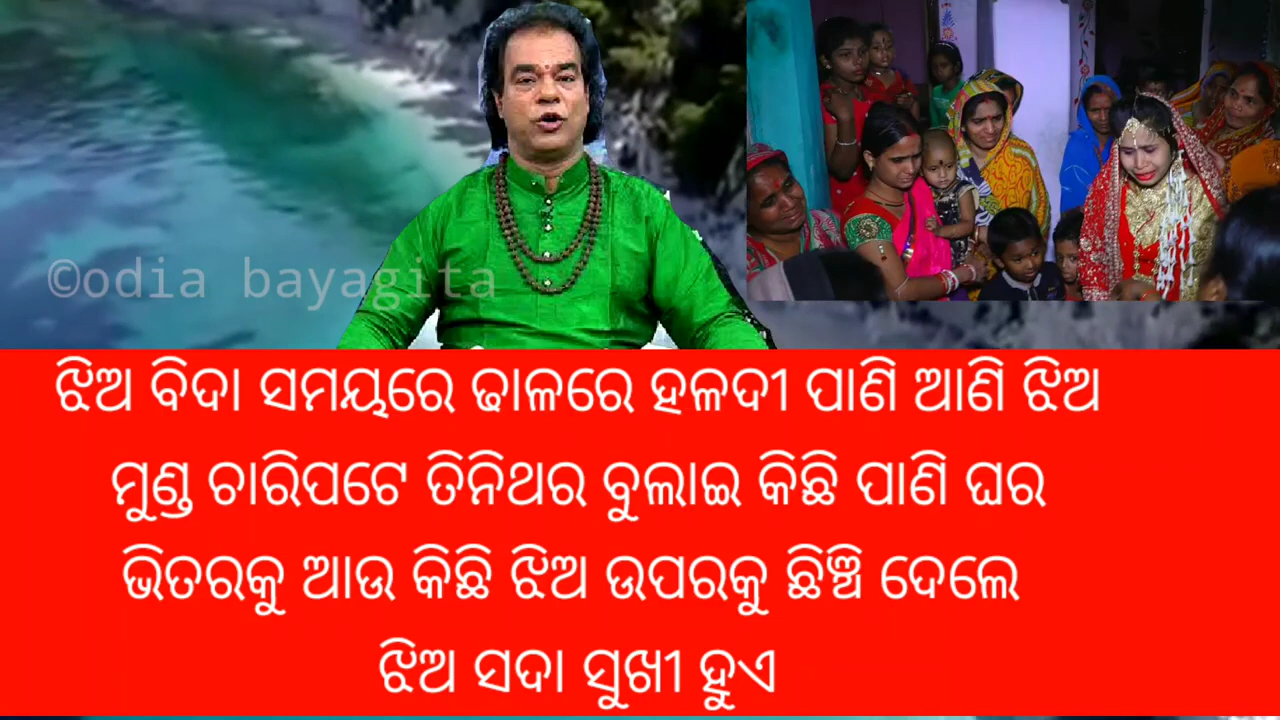 ©odia bayagita
ଝିଅ ବିଦା ସମୟରେ ଢାଳରେ ହଳଦୀ ପାଣି ଆଣି ଝିଅ
ମୁଣ୍ଡ ଚାରିପଟେ ତିନିଥର ବୁଲାଇ କିଛି ପାଣି ଘର
ଭିତରକୁ ଆଉ କିଛି ଝିଅ ଉପରକୁ ଛିଞ୍ଚି ଦେଲେ
ଝିଅ ସଦା ସୁଖୀ ହୁଏ